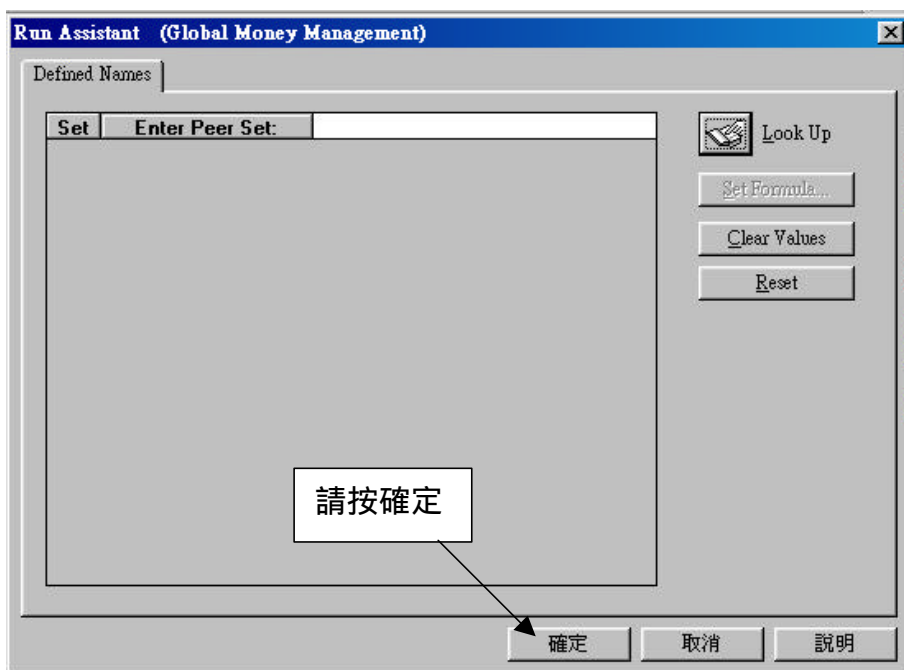 Run Assistant (Global Money Management)
Defined Names
Set Enter Peer Set:
Look Up
Set Formula...
Clear Values
Reset
請按確定
確定 取消 說明